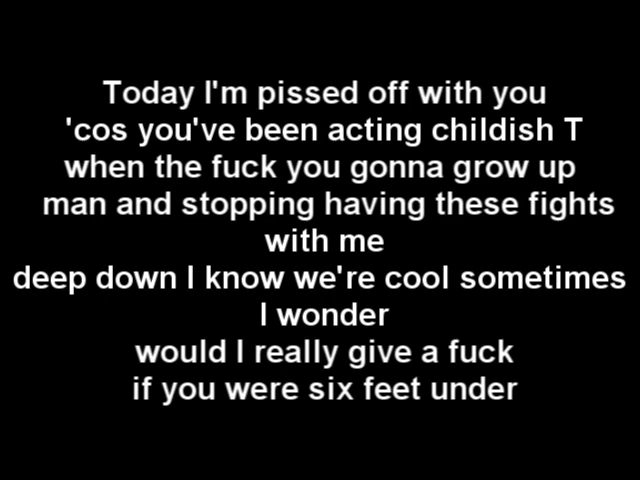 Today I'm pissed off with you
'cos you've been acting childish T
when the fuck you gonna grow up
man and stopping having these fights
with me
deep down I know we're cool sometimes
I wonder
would I really give a fuck
if you were six feet under